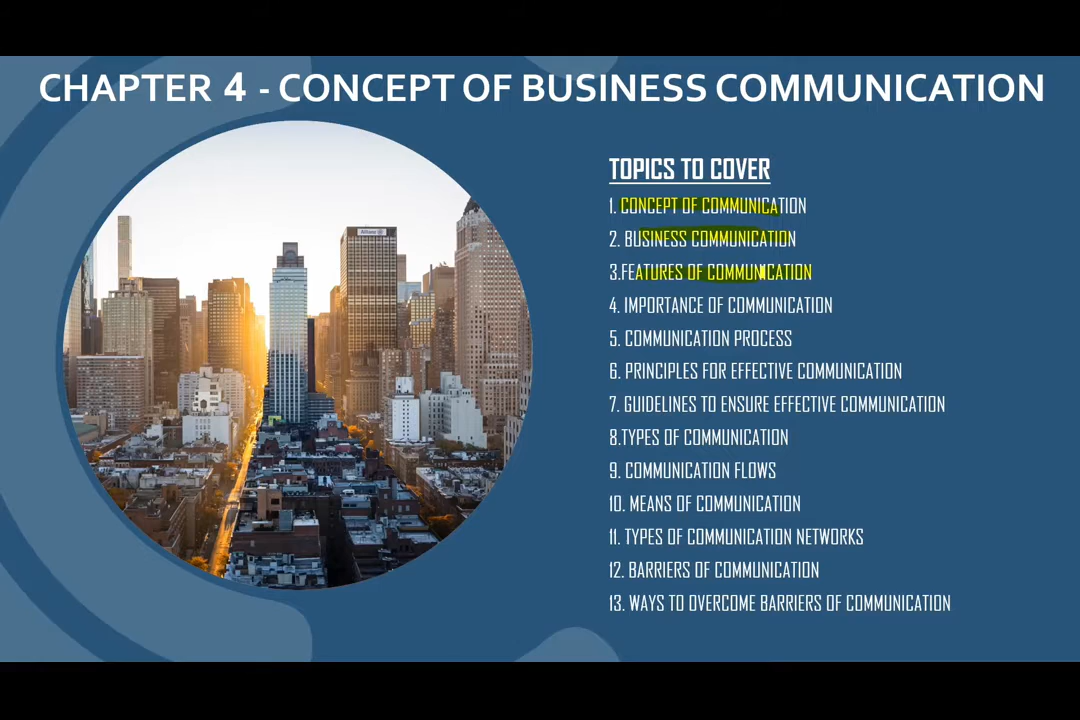 CHAPTER 4 - CONCEPT OF BUSINESS COMMUNICATION
Allianz
TOPICS TO COVER
1. CONCEPT OF COMMUNICATION
2. BUSINESS COMMUNICATION
3.FEATURES OF COMMUNICATION
4. IMPORTANCE OF COMMUNICATION
5. COMMUNICATION PROCESS
6. PRINCIPLES FOR EFFECTIVE COMMUNICATION
7. GUIDELINES TO ENSURE EFFECTIVE COMMUNICATION
8.TYPES OF COMMUNICATION
9. COMMUNICATION FLOWS
10. MEANS OF COMMUNICATION
11. TYPES OF COMMUNICATION NETWORKS
12. BARRIERS OF COMMUNICATION
13. WAYS TO OVERCOME BARRIERS OF COMMUNICATION